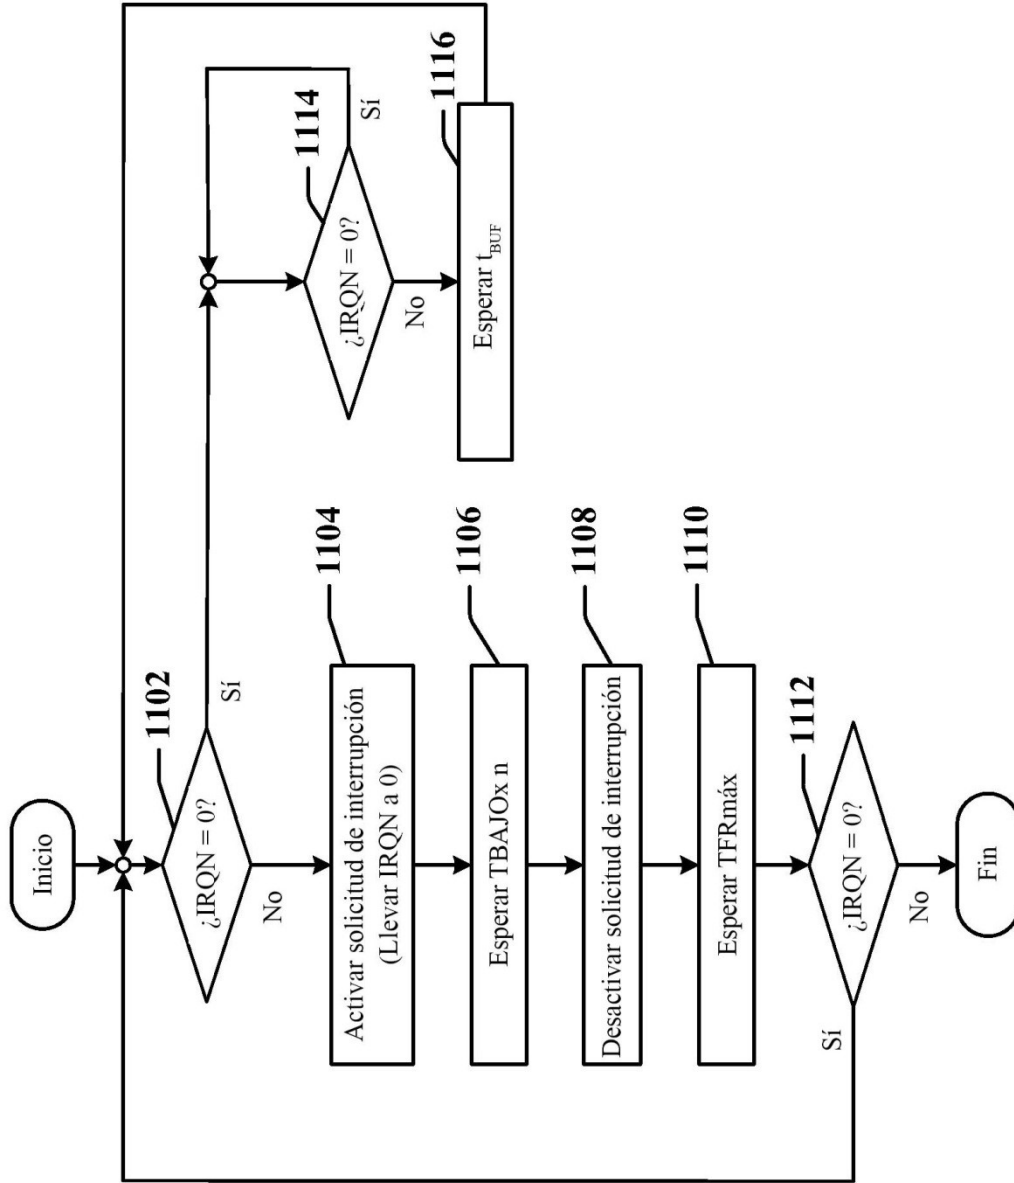 Inicio
¿IRQN = 0?
1102
Sí
No
Activar solicitud de interrupción
(Llevar IRQN a 0)
1104
Esperar TBAJOx n
1106
Desactivar solicitud de interrupción
1108
Esperar TFRmáx
1110
¿IRQN = 0?
1112
Sí
No
Fin
¿IRQN = 0?
1114
Sí
No
Esperar t_BUF
1116